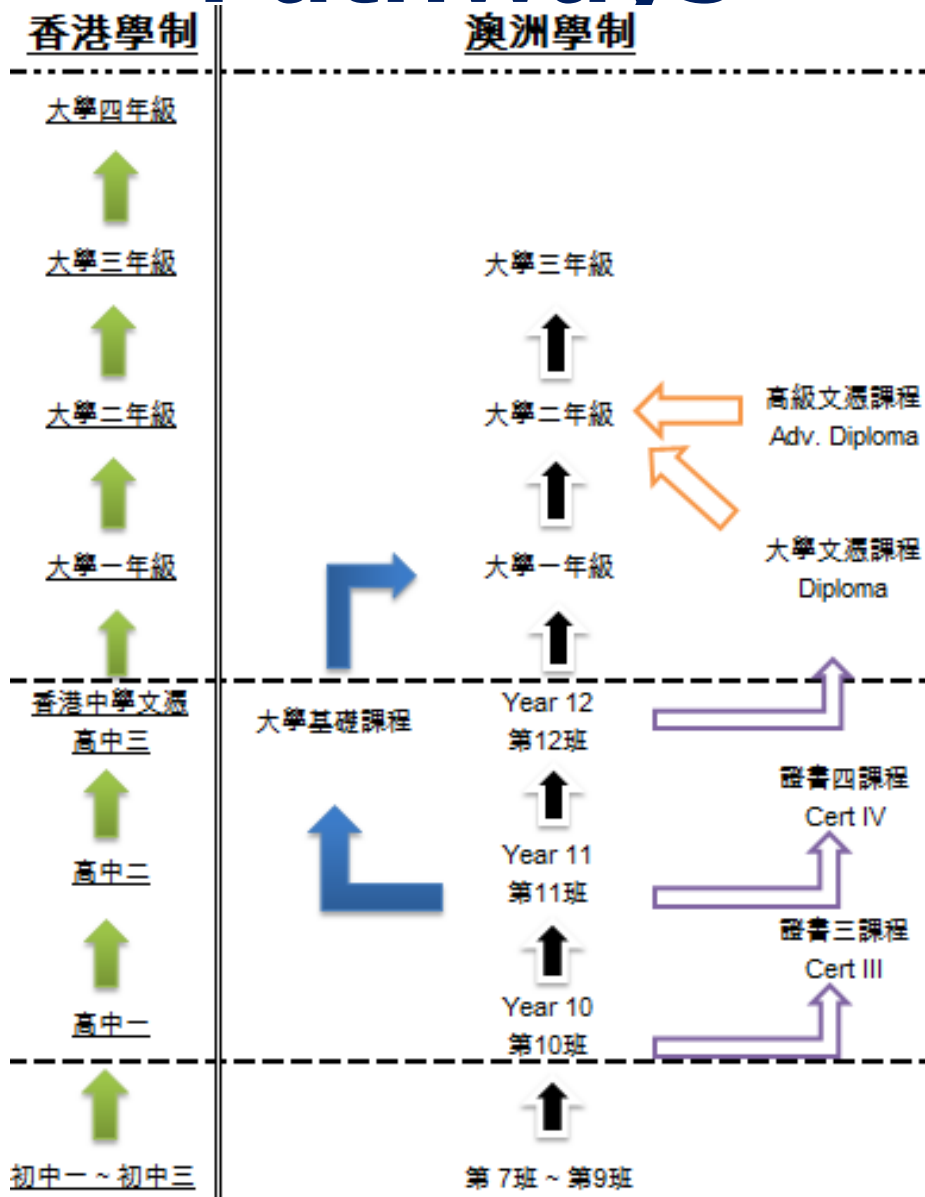 Pathways
香港學制
澳洲學制
大學四年級
大學三年級
大學三年級
大學二年級
大學二年級
高級文憑課程
Adv. Diploma
大學一年級
大學一年級
大學文憑課程
Diploma
香港中學文憑
高中三
大學基礎課程
Year 12
第12班
證書四課程
Cert IV
高中二
Year 11
第11班
證書三課程
Cert III
高中一
Year 10
第10班
初中一 ~ 初中三
第 7班 ~ 第9班